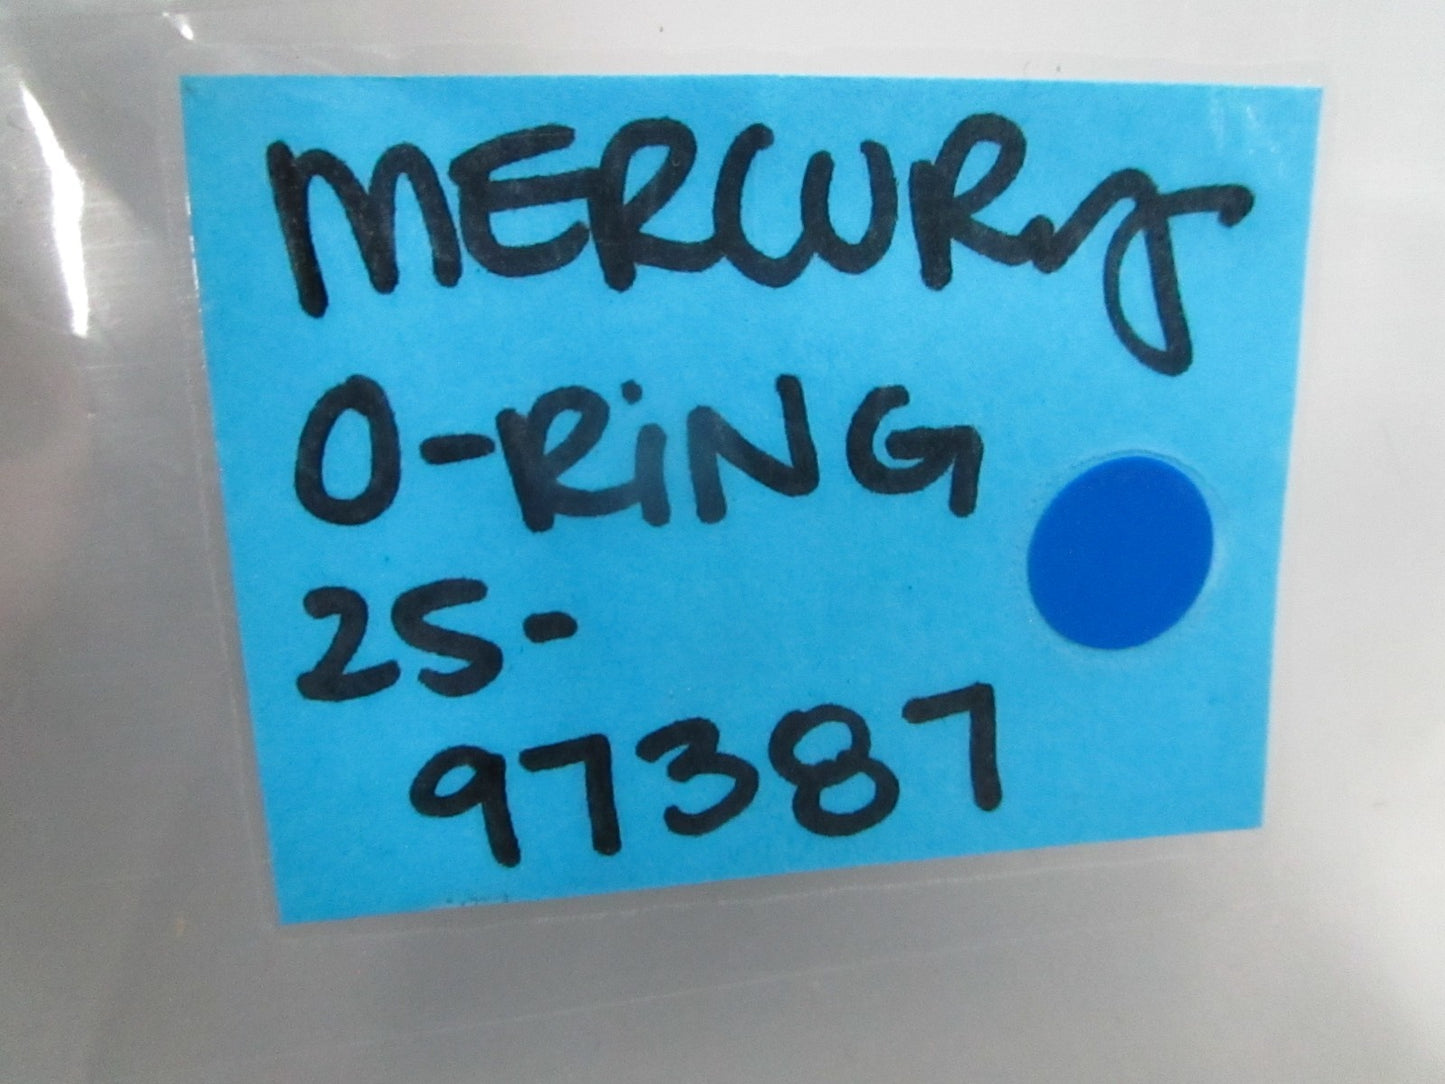 MERCURY
O-RiNG
25-
97387